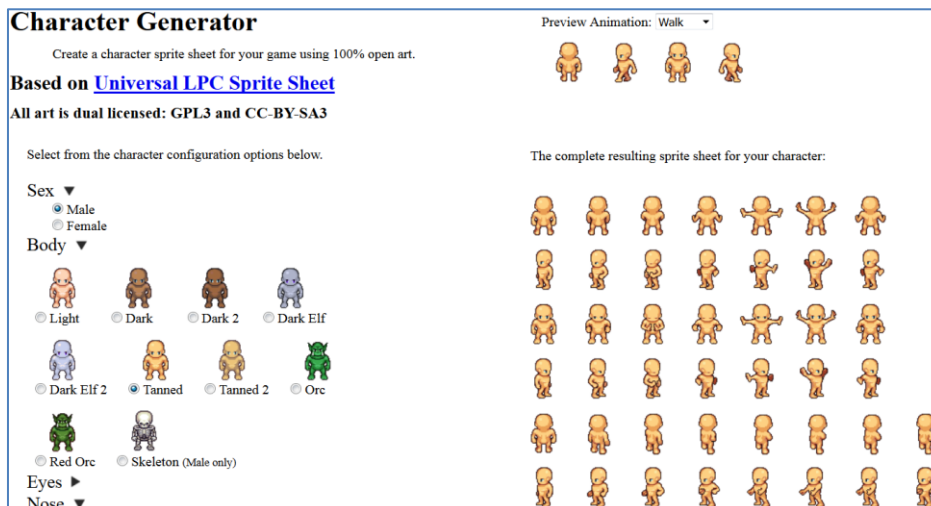 Character Generator
Create a character sprite sheet for your game using 100% open art.
Based on Universal LPC Sprite Sheet
All art is dual licensed: GPL3 and CC-BY-SA3
Select from the character configuration options below.
Sex
Male
Female
Body
Light Dark Dark 2 Dark Elf
Dark Elf 2 Tanned Tanned 2 Orc
Red Orc Skeleton (Male only)
Eyes
Nose
Preview Animation: Walk
The complete resulting sprite sheet for your character: